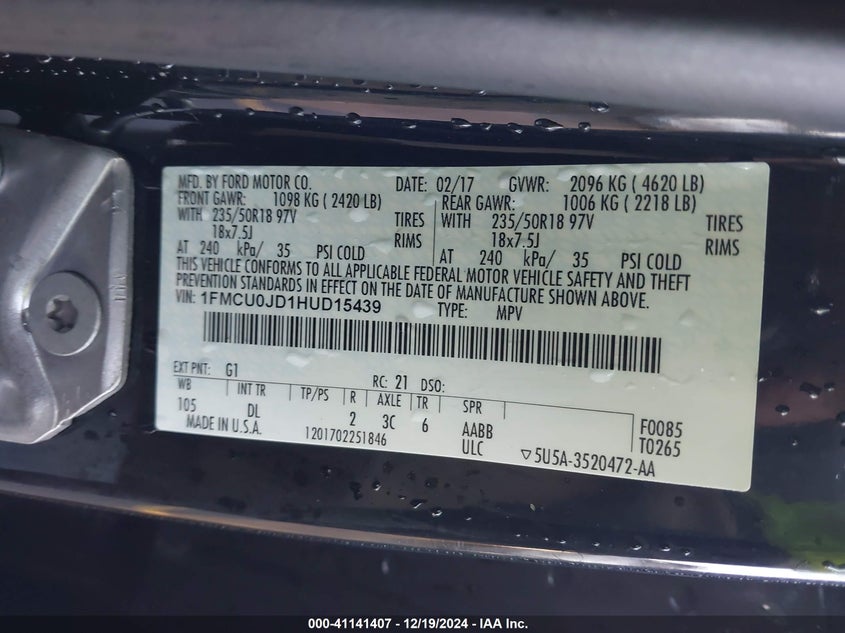 MFD. BY FORD MOTOR CO. DATE: 02/17 GVWR: 2096 KG ( 4620 LB)
FRONT GAWR: 1098 KG ( 2420 LB) REAR GAWR: 1006 KG ( 2218 LB)
WITH 235/50R18 97V TIRES WITH 235/50R18 97V TIRES
18x7.5J RIMS 18x7.5J RIMS
AT 240 kPa/ 35 PSI COLD AT 240 kPa/ 35 PSI COLD
THIS VEHICLE CONFORMS TO ALL APPLICABLE FEDERAL MOTOR VEHICLE SAFETY AND THEFT
PREVENTION STANDARDS IN EFFECT ON THE DATE OF MANUFACTURE SHOWN ABOVE.
VIN: 1FMCU0JD1HUD15439 TYPE: MPV
EXT PNT: G1 RC: 21 DSO:
WB INT TR TP/PS R AXLE TR SPR
105 DL 2 3C 6 AABB F0085
MADE IN U.S.A. 1201702251846 ULC T0265
▽5U5A-3520472-AA
000-41141407 - 12/19/2024 - IAA Inc.